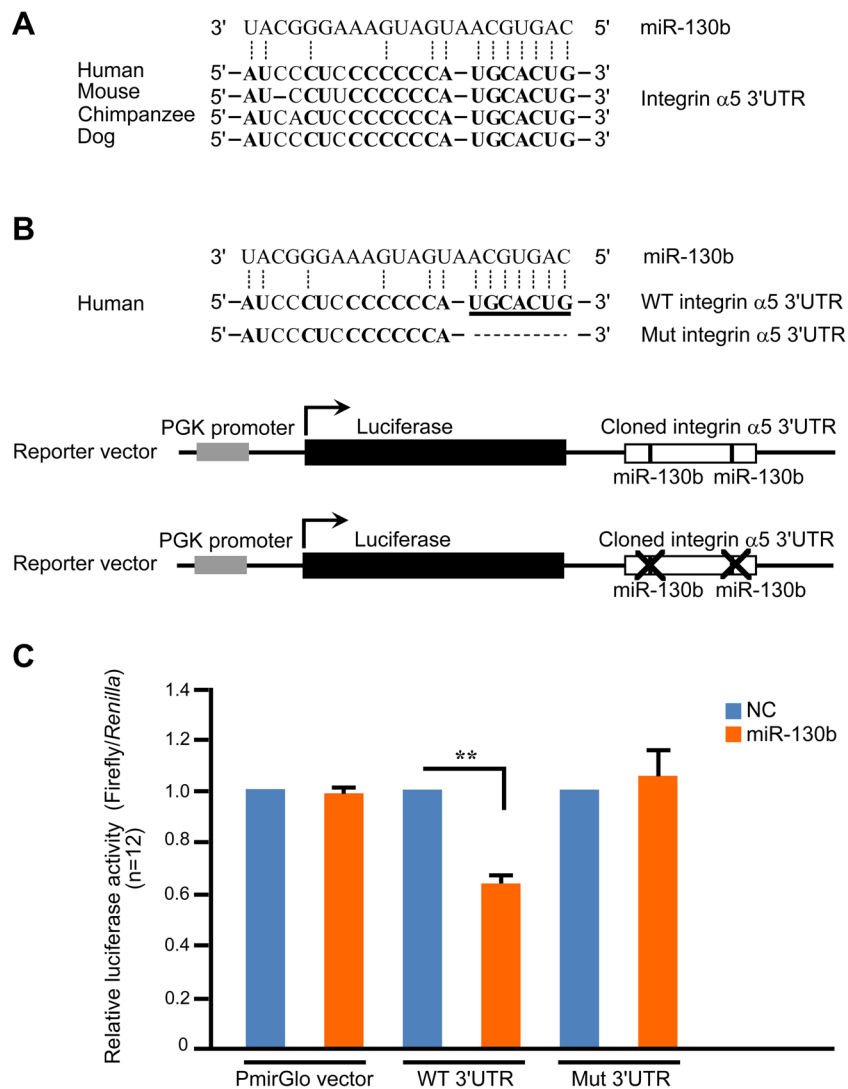 A
3' UACGGGAAAGUAGUAACGUGAC 5' miR-130b
Human 5'–AUCCCUCCCCCCCA–UGCACUG–3'
Mouse 5'–AU–CCUUCCCCCCA–UGCACUG–3'
Integrin α5 3'UTR
Chimpanzee 5'–AUCACUCCCCCCCA–UGCACUG–3'
Dog 5'–AUCCCUCCCCCCCA–UGCACUG–3'
B
3' UACGGGAAAGUAGUAACGUGAC 5' miR-130b
Human 5'–AUCCCUCCCCCCCA–UGCACUG–3' WT integrin α5 3'UTR
5'–AUCCCUCCCCCCCA– ------- –3' Mut integrin α5 3'UTR
PGK promoter Luciferase Cloned integrin α5 3'UTR
Reporter vector
miR-130b miR-130b
PGK promoter Luciferase Cloned integrin α5 3'UTR
Reporter vector
miR-130b miR-130b
C
Relative luciferase activity (Firefly/Renilla)
(n=12)
1.4
1.2
1.0
0.8
0.6
0.4
0.2
0
**
NC
miR-130b
PmirGlo vector WT 3'UTR Mut 3'UTR